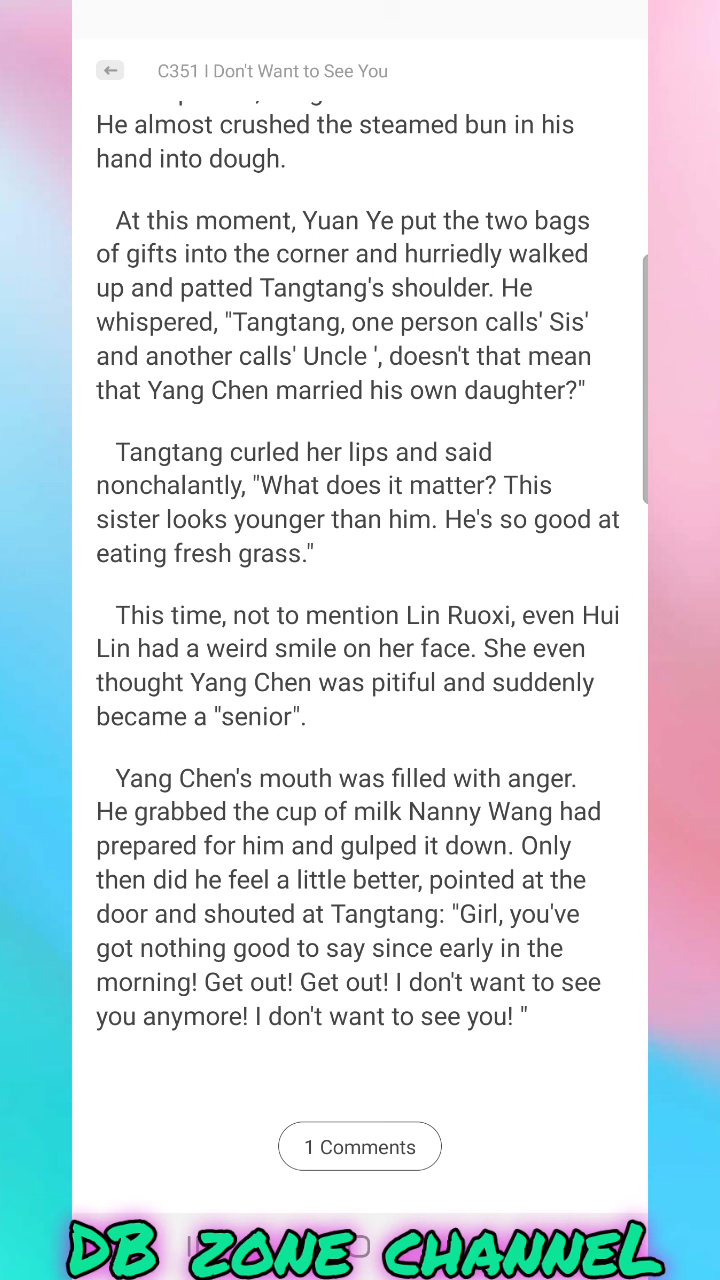 C351 I Don't Want to See You
He almost crushed the steamed bun in his
hand into dough.
At this moment, Yuan Ye put the two bags
of gifts into the corner and hurriedly walked
up and patted Tangtang's shoulder. He
whispered, "Tangtang, one person calls' Sis'
and another calls' Uncle ', doesn't that mean
that Yang Chen married his own daughter?"
Tangtang curled her lips and said
nonchalantly, "What does it matter? This
sister looks younger than him. He's so good at
eating fresh grass."
This time, not to mention Lin Ruoxi, even Hui
Lin had a weird smile on her face. She even
thought Yang Chen was pitiful and suddenly
became a "senior".
Yang Chen's mouth was filled with anger.
He grabbed the cup of milk Nanny Wang had
prepared for him and gulped it down. Only
then did he feel a little better, pointed at the
door and shouted at Tangtang: "Girl, you've
got nothing good to say since early in the
morning! Get out! Get out! I don't want to see
you anymore! I don't want to see you! "
1 Comments
DB ZONE CHANNEL